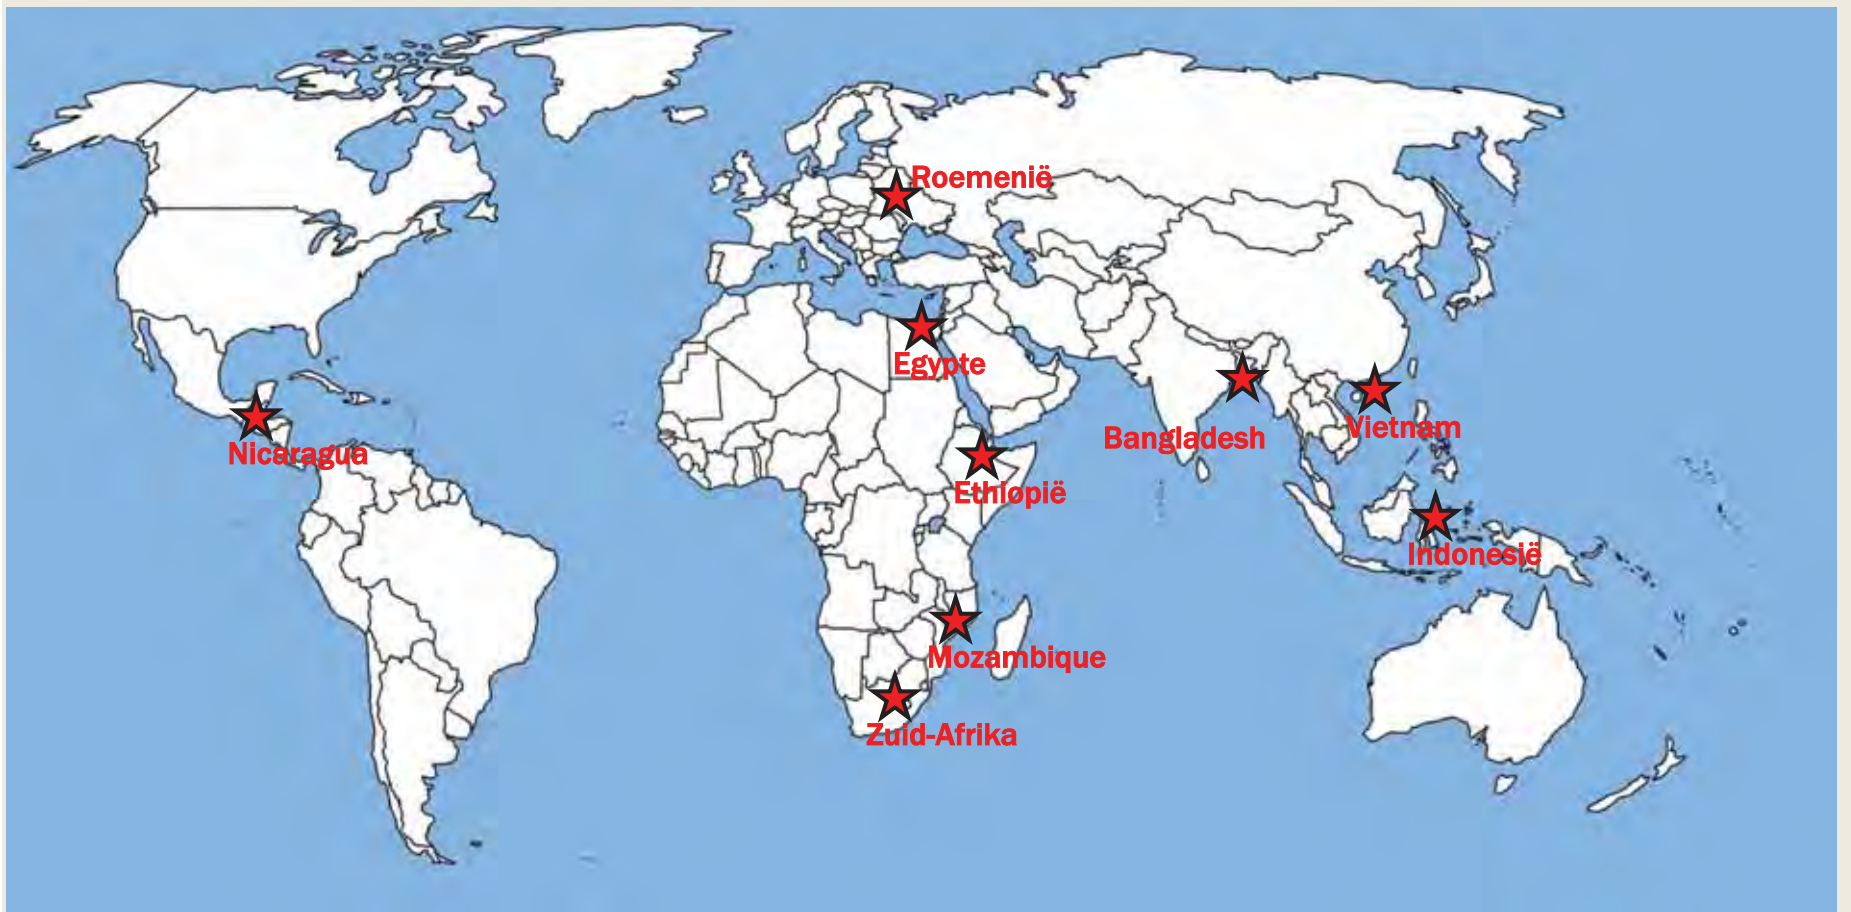 Roemenië
Egypte
Bangladesh
Vietnam
Nicaragua
Ethiopië
Indonesië
Mozambique
Zuid-Afrika